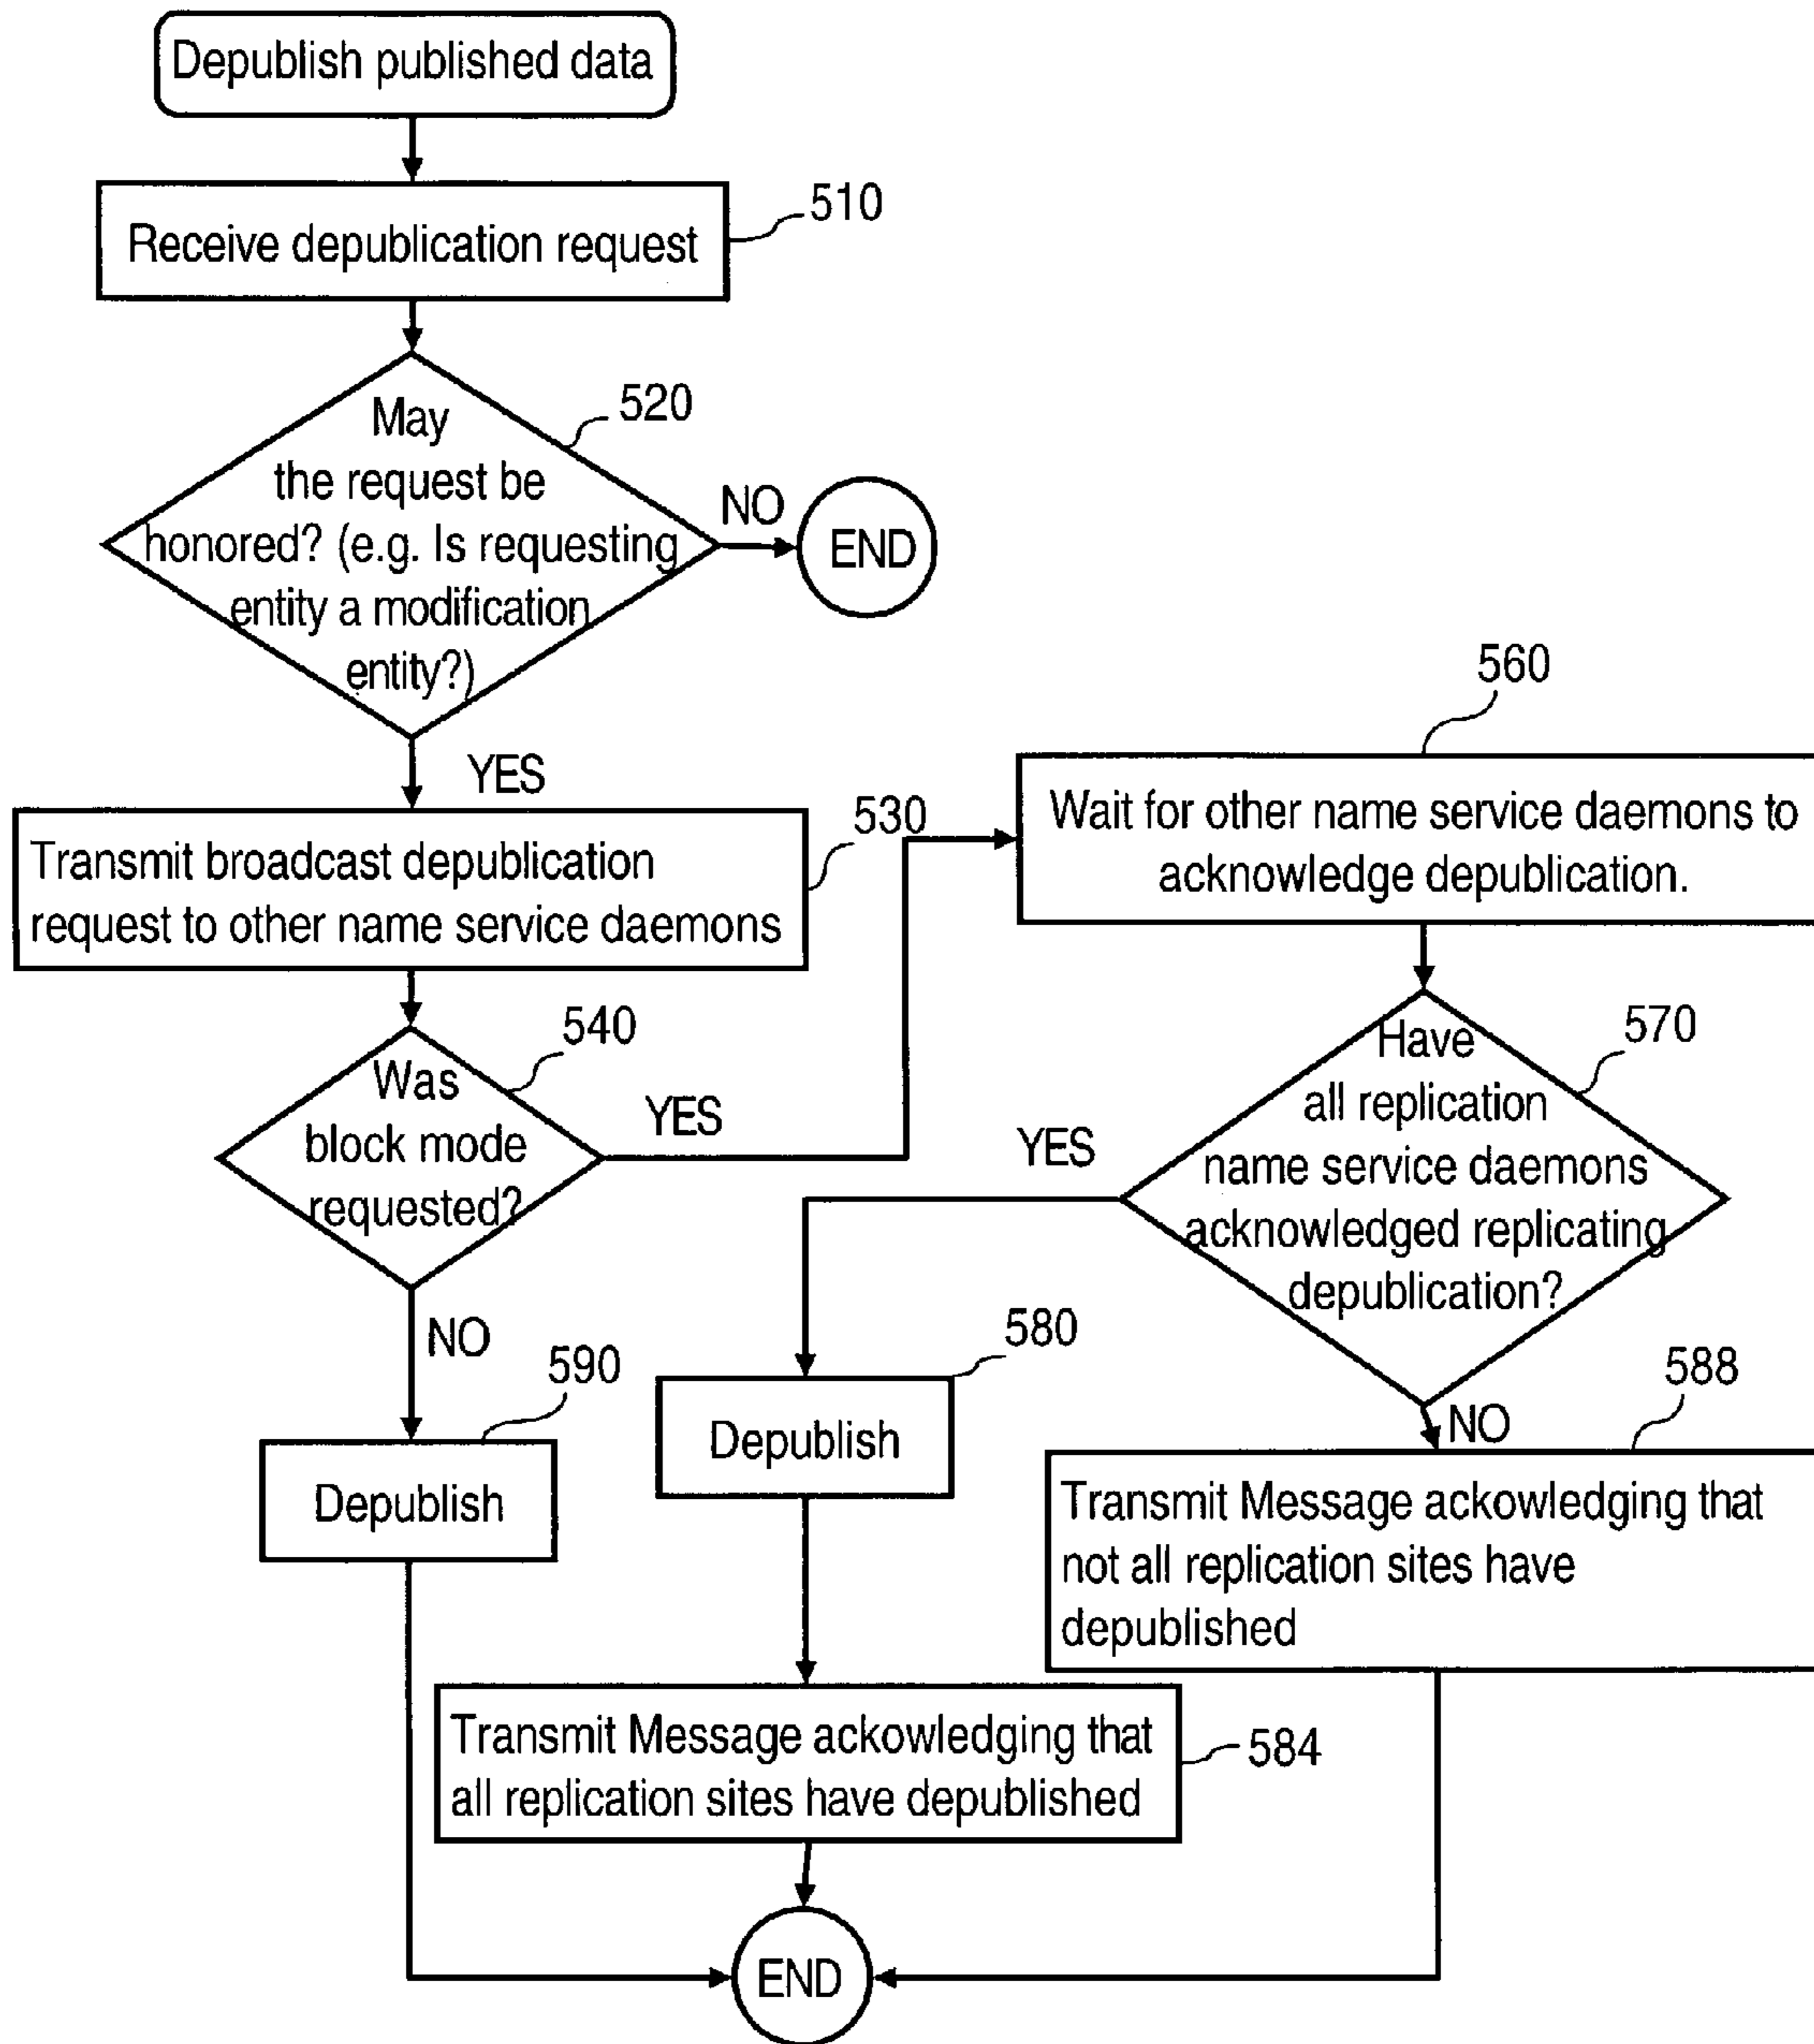 Depublish published data
Receive depublication request
510
May
the request be
honored? (e.g. Is requesting
entity a modification
entity?)
520
NO
END
YES
Transmit broadcast depublication
request to other name service daemons
530
Was
block mode
requested?
540
YES
NO
560
Wait for other name service daemons to
acknowledge depublication.
Have
all replication
name service daemons
acknowledged replicating
depublication?
570
YES
NO
590
Depublish
580
Depublish
588
Transmit Message ackowledging that
not all replication sites have
depublished
Transmit Message ackowledging that
all replication sites have depublished
584
END